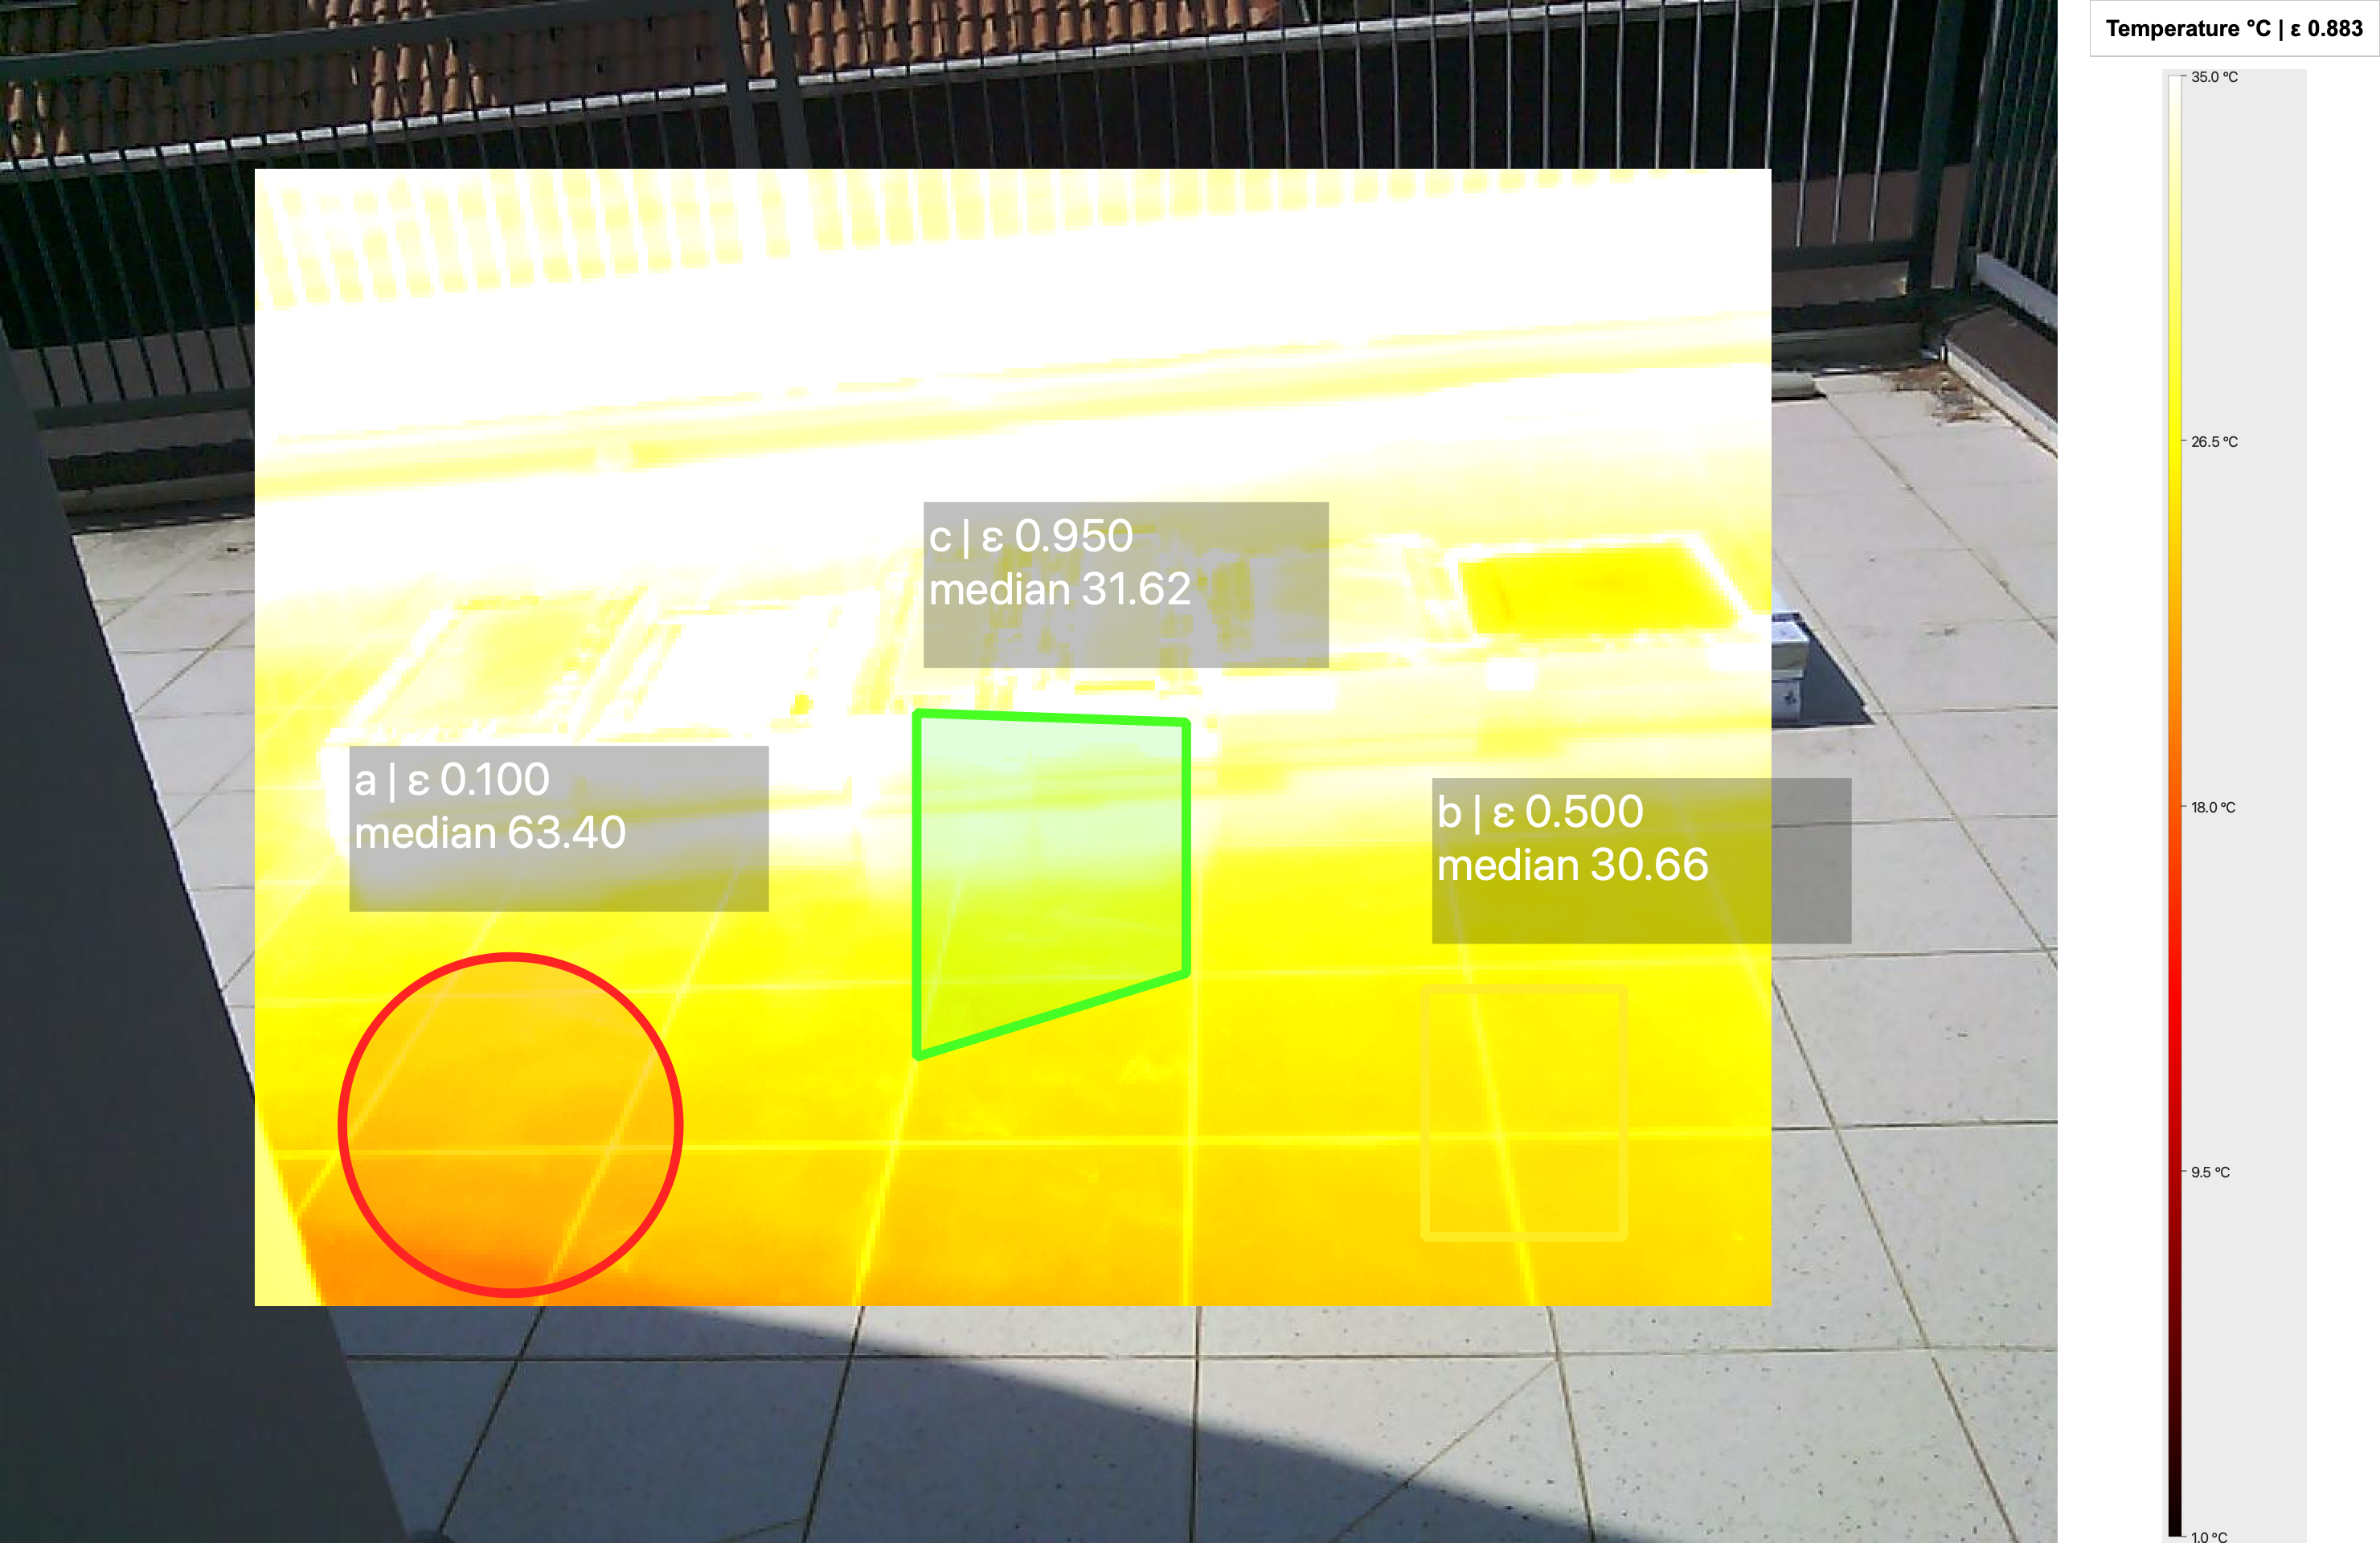 Temperature °C | ε 0.883
35.0 °C
26.5 °C
18.0 °C
9.5 °C
1.0 °C
c | ε 0.950
median 31.62
a | ε 0.100
median 63.40
b | ε 0.500
median 30.66